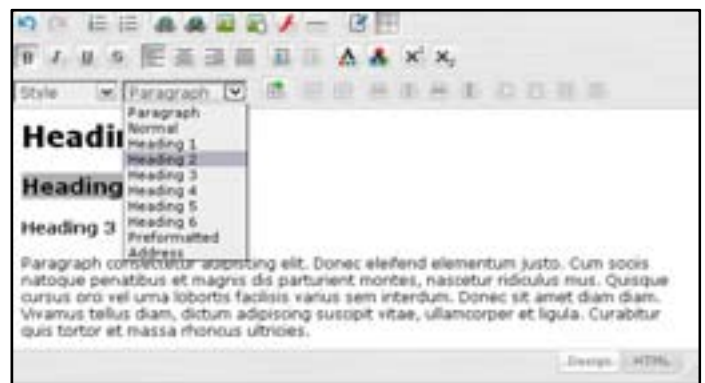 B I U S
Style Paragraph
Paragraph
Normal
Heading 1
Heading 2
Heading 3
Heading 4
Heading 5
Heading 6
Preformatted
Address
Headi
Heading
Heading 3
Paragraph consectetur adipiscing elit. Donec eleifend elementum justo. Cum sociis
natoque penatibus et magnis dis parturient montes, nascetur ridiculus mus. Quisque
cursus orci vel urna lobortis facilisis varius sem interdum. Donec sit amet diam diam.
Vivamus tellus diam, dictum adipiscing suscipit vitae, ullamcorper et ligula. Curabitur
quis tortor et massa rhoncus ultricies.
Design HTML